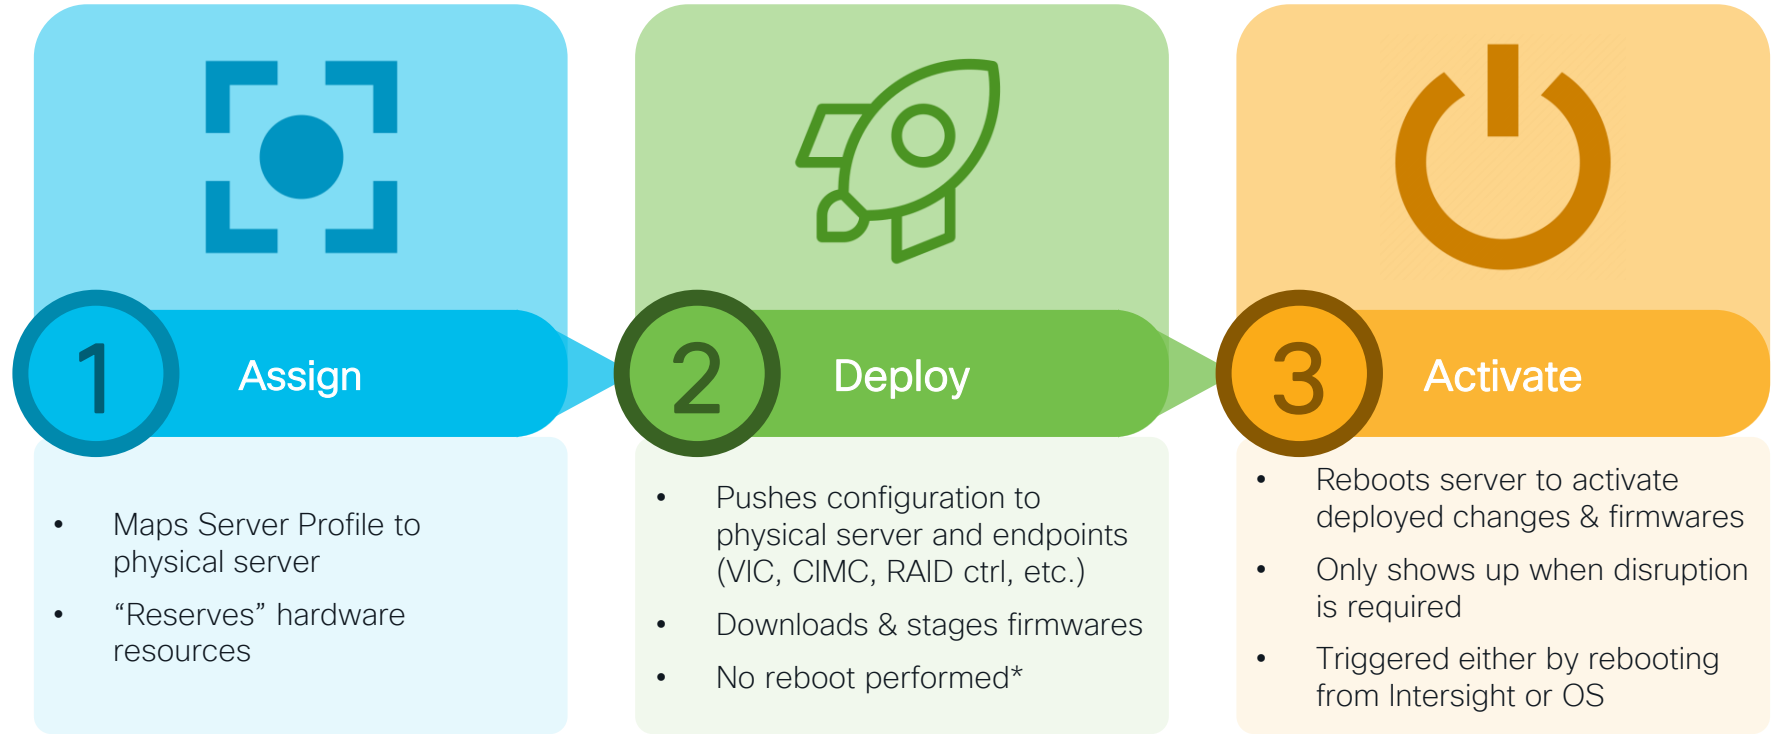 1
Assign
• Maps Server Profile to
physical server
• “Reserves” hardware
resources
2
Deploy
• Pushes configuration to
physical server and endpoints
(VIC, CIMC, RAID ctrl, etc.)
• Downloads & stages firmwares
• No reboot performed*
3
Activate
• Reboots server to activate
deployed changes & firmwares
• Only shows up when disruption
is required
• Triggered either by rebooting
from Intersight or OS